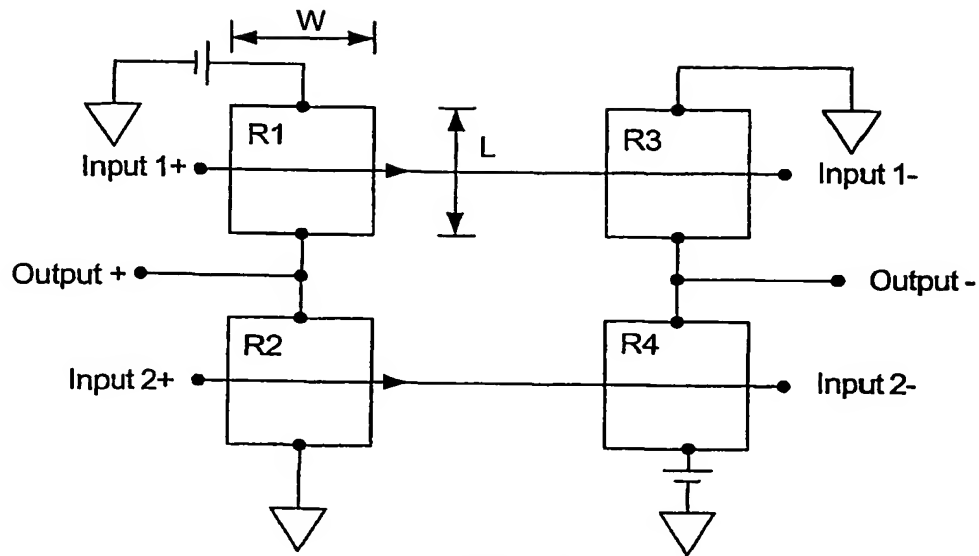 W
R1
L
R3
Input 1+
Input 1-
Output +
Output -
R2
R4
Input 2+
Input 2-